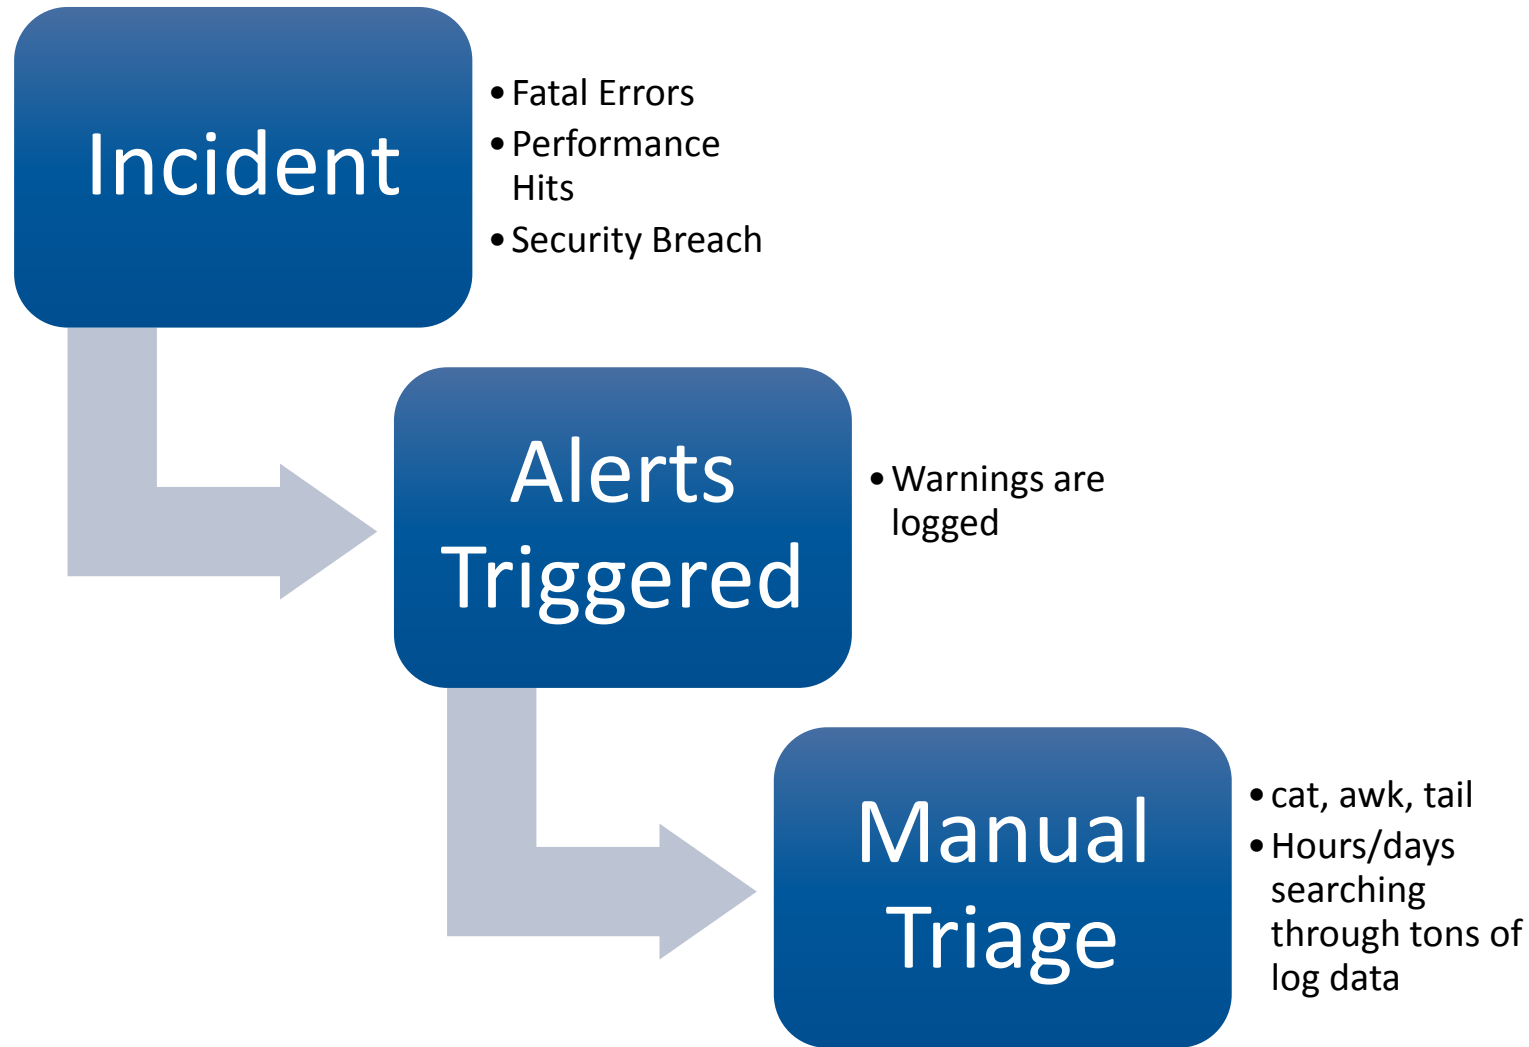 Incident
• Fatal Errors
• Performance
Hits
• Security Breach
Alerts
Triggered
• Warnings are
logged
Manual
Triage
• cat, awk, tail
• Hours/days
searching
through tons of
log data